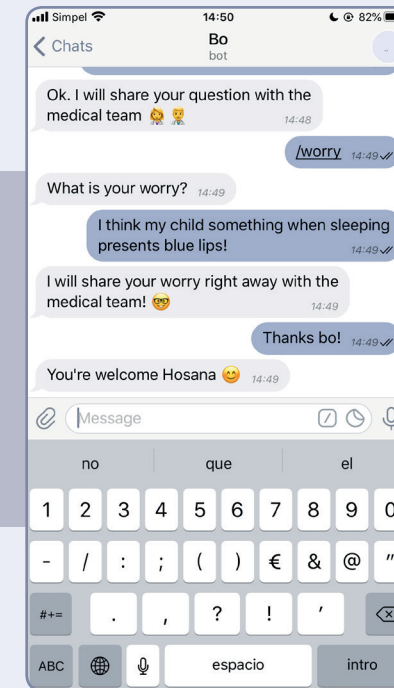 Simpel 14:50 82%
Chats Bo
bot
Ok. I will share your question with the
medical team 👩‍⚕️ 👨‍⚕️ 14:48
/worry 14:49
What is your worry? 14:49
I think my child something when sleeping
presents blue lips! 14:49
I will share your worry right away with the
medical team! 🤓 14:49
Thanks bo! 14:49
You're welcome Hosana 😊 14:49
Message
no que el
1 2 3 4 5 6 7 8 9 0
- / : ; ( ) € & @ "
#+= . , ? ! '
ABC espacio intro